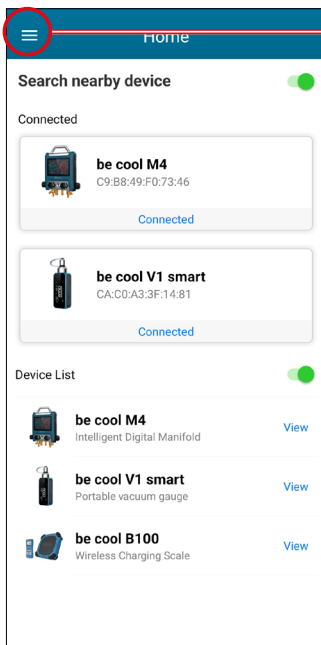 Home
Search nearby device
Connected
be cool M4
C9:B8:49:F0:73:46
Connected
be cool V1 smart
CA:C0:A3:3F:14:81
Connected
Device List
be cool M4
Intelligent Digital Manifold
View
be cool V1 smart
Portable vacuum gauge
View
be cool B100
Wireless Charging Scale
View